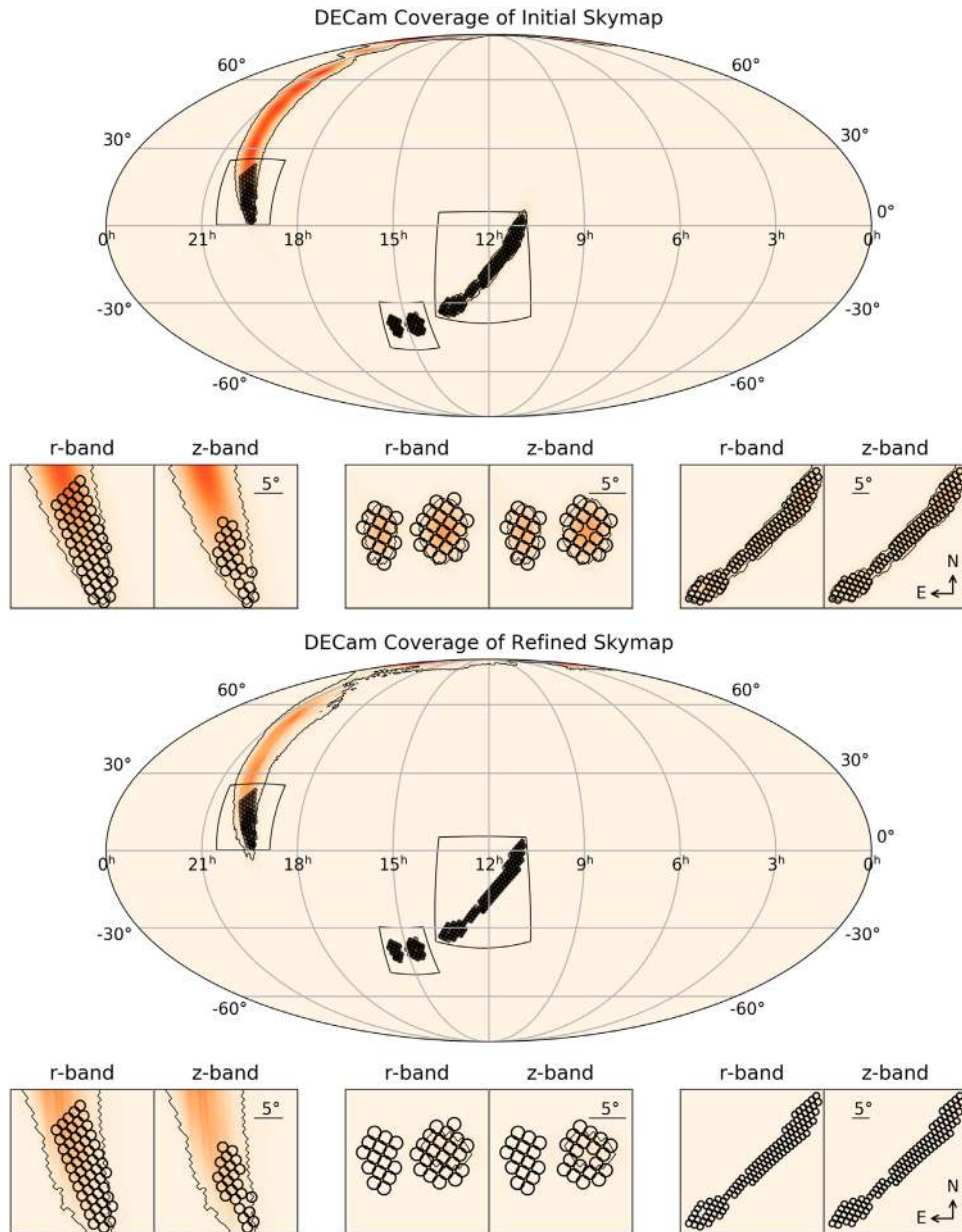 DECam Coverage of Initial Skymap
60° 60°
30° 30°
0°
0ʰ 21ʰ 18ʰ 15ʰ 12ʰ 9ʰ 6ʰ 3ʰ 0ʰ
-30° -30°
-60° -60°
r-band z-band r-band z-band r-band z-band
5° 5° 5°
N
E
DECam Coverage of Refined Skymap
60° 60°
30° 30°
0°
0ʰ 21ʰ 18ʰ 15ʰ 12ʰ 9ʰ 6ʰ 3ʰ 0ʰ
-30° -30°
-60° -60°
r-band z-band r-band z-band r-band z-band
5° 5° 5°
N
E